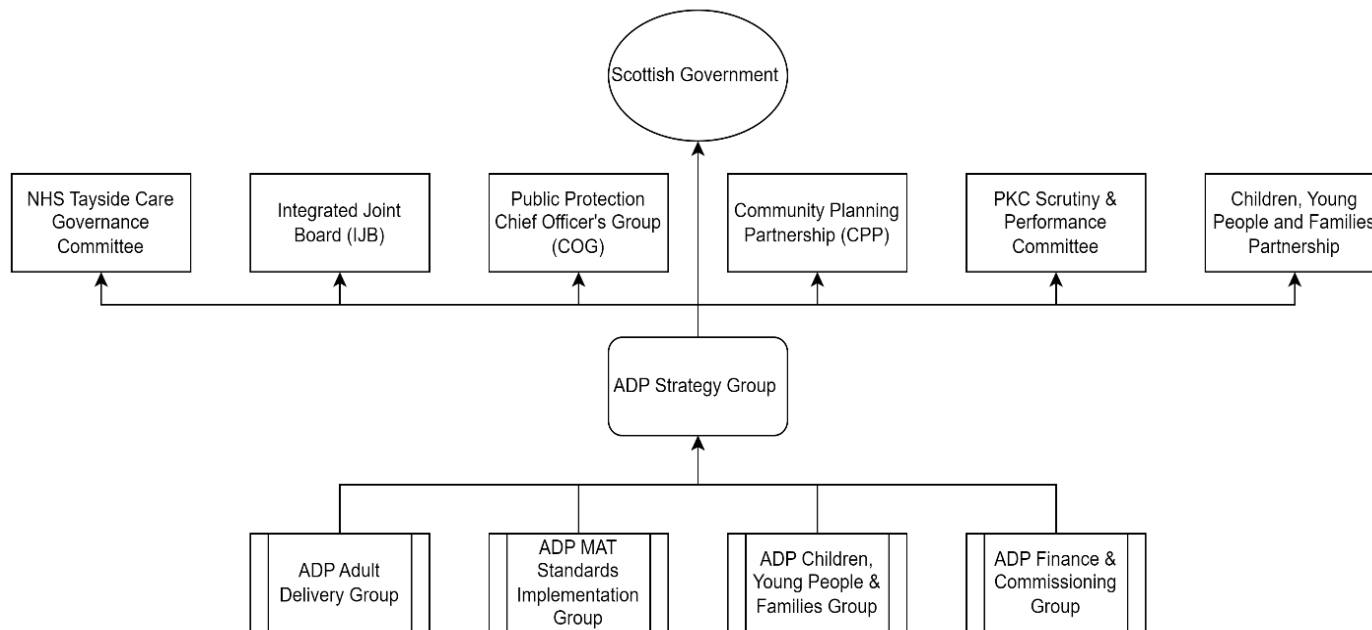 Scottish Government
NHS Tayside Care
Governance
Committee
Integrated Joint
Board (IJB)
Public Protection
Chief Officer's Group
(COG)
Community Planning
Partnership (CPP)
PKC Scrutiny &
Performance
Committee
Children, Young
People and Families
Partnership
ADP Strategy Group
ADP Adult
Delivery Group
ADP MAT
Standards
Implementation
Group
ADP Children,
Young People &
Families Group
ADP Finance &
Commissioning
Group